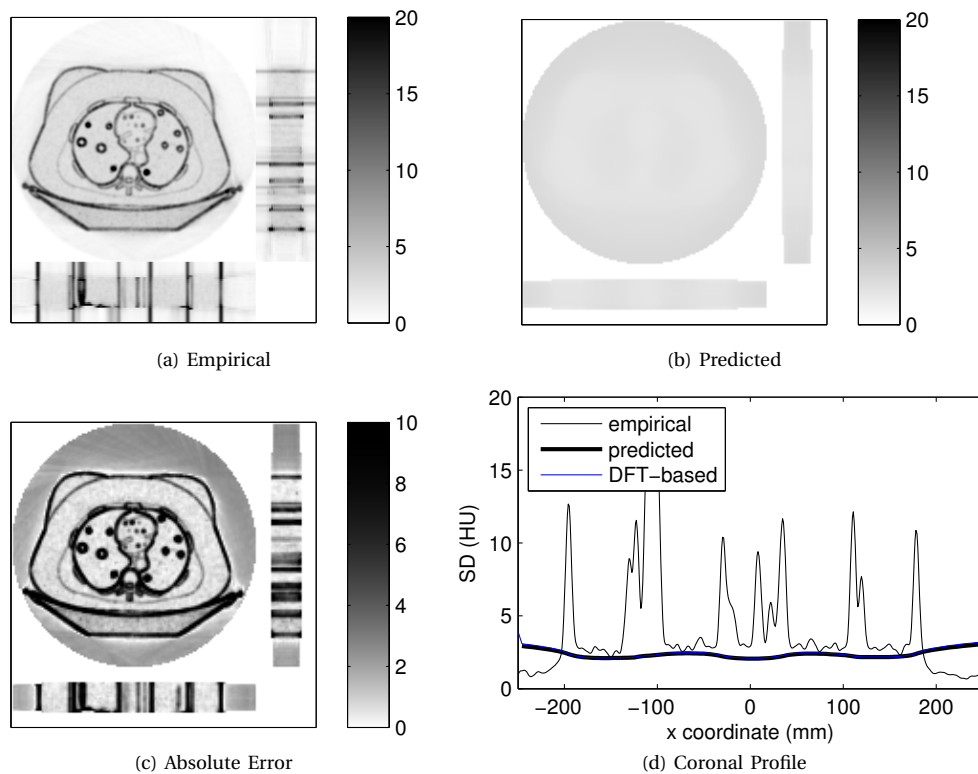 20
15
10
5
0
(a) Empirical
20
15
10
5
0
(b) Predicted
10
8
6
4
2
0
(c) Absolute Error
20
15
10
5
0
SD (HU)
empirical
predicted
DFT−based
−200 −100 0 100 200
x coordinate (mm)
(d) Coronal Profile